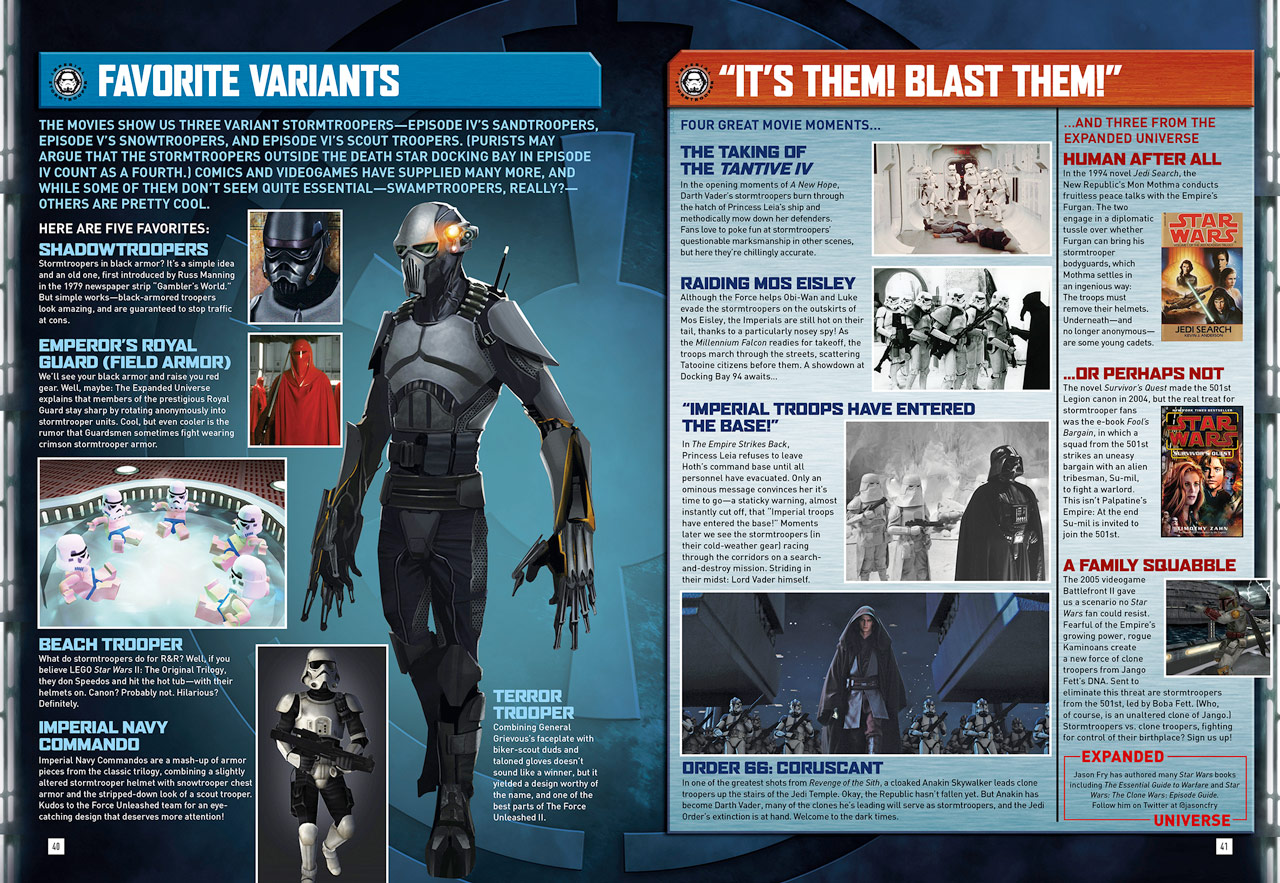 FAVORITE VARIANTS
THE MOVIES SHOW US THREE VARIANT STORMTROOPERS—EPISODE IV'S SANDTROOPERS,
EPISODE V'S SNOWTROOPERS, AND EPISODE VI'S SCOUT TROOPERS. (PURISTS MAY
ARGUE THAT THE STORMTROOPERS OUTSIDE THE DEATH STAR DOCKING BAY IN EPISODE
IV COUNT AS A FOURTH.) COMICS AND VIDEOGAMES HAVE SUPPLIED MANY MORE, AND
WHILE SOME OF THEM DON'T SEEM QUITE ESSENTIAL—SWAMPTROOPERS, REALLY?—
OTHERS ARE PRETTY COOL.
HERE ARE FIVE FAVORITES:
SHADOWTROOPERS
Stormtroopers in black armor? It's a simple idea
and an old one, first introduced by Russ Manning
in the 1979 newspaper strip "Gambler's World."
But simple works—black-armored troopers
look amazing, and are guaranteed to stop traffic
at cons.
EMPEROR'S ROYAL
GUARD (FIELD ARMOR)
We'll see your black armor and raise you red
gear. Well, maybe: The Expanded Universe
explains that members of the prestigious Royal
Guard stay sharp by rotating anonymously into
stormtrooper units. Cool, but even cooler is the
rumor that Guardsmen sometimes fight wearing
crimson stormtrooper armor.
BEACH TROOPER
What do stormtroopers do for R&R? Well, if you
believe LEGO Star Wars II: The Original Trilogy,
they don Speedos and hit the hot tub—with their
helmets on. Canon? Probably not. Hilarious?
Definitely.
IMPERIAL NAVY
COMMANDO
Imperial Navy Commandos are a mash-up of armor
pieces from the classic trilogy, combining a slightly
altered stormtrooper helmet with snowtrooper chest
armor and the stripped-down look of a scout trooper.
Kudos to the Force Unleashed team for an eye-
catching design that deserves more attention!
TERROR
TROOPER
Combining General
Grievous's faceplate with
biker-scout duds and
taloned gloves doesn't
sound like a winner, but it
yielded a design worthy of
the name, and one of the
best parts of The Force
Unleashed II.
40
"IT'S THEM! BLAST THEM!"
FOUR GREAT MOVIE MOMENTS...
THE TAKING OF
THE TANTIVE IV
In the opening moments of A New Hope,
Darth Vader's stormtroopers burn through
the hatch of Princess Leia's ship and
methodically mow down her defenders.
Fans love to poke fun at stormtroopers'
questionable marksmanship in other scenes,
but here they're chillingly accurate.
RAIDING MOS EISLEY
Although the Force helps Obi-Wan and Luke
evade the stormtroopers on the outskirts of
Mos Eisley, the Imperials are still hot on their
tail, thanks to a particularly nosey spy! As
the Millennium Falcon readies for takeoff, the
troops march through the streets, scattering
Tatooine citizens before them. A showdown at
Docking Bay 94 awaits...
"IMPERIAL TROOPS HAVE ENTERED
THE BASE!"
In The Empire Strikes Back,
Princess Leia refuses to leave
Hoth's command base until all
personnel have evacuated. Only an
ominous message convinces her it's
time to go—a staticky warning, almost
instantly cut off, that "Imperial troops
have entered the base!" Moments
later we see the stormtroopers (in
their cold-weather gear) racing
through the corridors on a search-
and-destroy mission. Striding in
their midst: Lord Vader himself.
ORDER 66: CORUSCANT
In one of the greatest shots from Revenge of the Sith, a cloaked Anakin Skywalker leads clone
troopers up the stairs of the Jedi Temple. Okay, the Republic hasn't fallen yet. But Anakin has
become Darth Vader, many of the clones he's leading will serve as stormtroopers, and the Jedi
Order's extinction is at hand. Welcome to the dark times.
...AND THREE FROM THE
EXPANDED UNIVERSE
HUMAN AFTER ALL
In the 1994 novel Jedi Search, the
New Republic's Mon Mothma conducts
fruitless peace talks with the Empire's
Furgan. The two
engage in a diplomatic
tussle over whether
Furgan can bring his
stormtrooper
bodyguards, which
Mothma settles in
an ingenious way:
The troops must
remove their helmets.
Underneath—and
no longer anonymous—
are some young cadets.
STAR
WARS
JEDI SEARCH
KEVIN J. ANDERSON
...OR PERHAPS NOT
The novel Survivor's Quest made the 501st
Legion canon in 2004, but the real treat for
stormtrooper fans
was the e-book Fool's
Bargain, in which a
squad from the 501st
strikes an uneasy
bargain with an alien
tribesman, Su-mil,
to fight a warlord.
This isn't Palpatine's
Empire: At the end
Su-mil is invited to
join the 501st.
NEW YORK TIMES BESTSELLER
STAR
WARS
SURVIVOR'S QUEST
TIMOTHY ZAHN
A FAMILY SQUABBLE
The 2005 videogame
Battlefront II gave
us a scenario no Star
Wars fan could resist.
Fearful of the Empire's
growing power, rogue
Kaminoans create
a new force of clone
troopers from Jango
Fett's DNA. Sent to
eliminate this threat are stormtroopers
from the 501st, led by Boba Fett. (Who,
of course, is an unaltered clone of Jango.)
Stormtroopers vs. clone troopers, fighting
for control of their birthplace? Sign us up!
EXPANDED
Jason Fry has authored many Star Wars books
including The Essential Guide to Warfare and Star
Wars: The Clone Wars: Episode Guide.
Follow him on Twitter at @jasoncfry
UNIVERSE
41